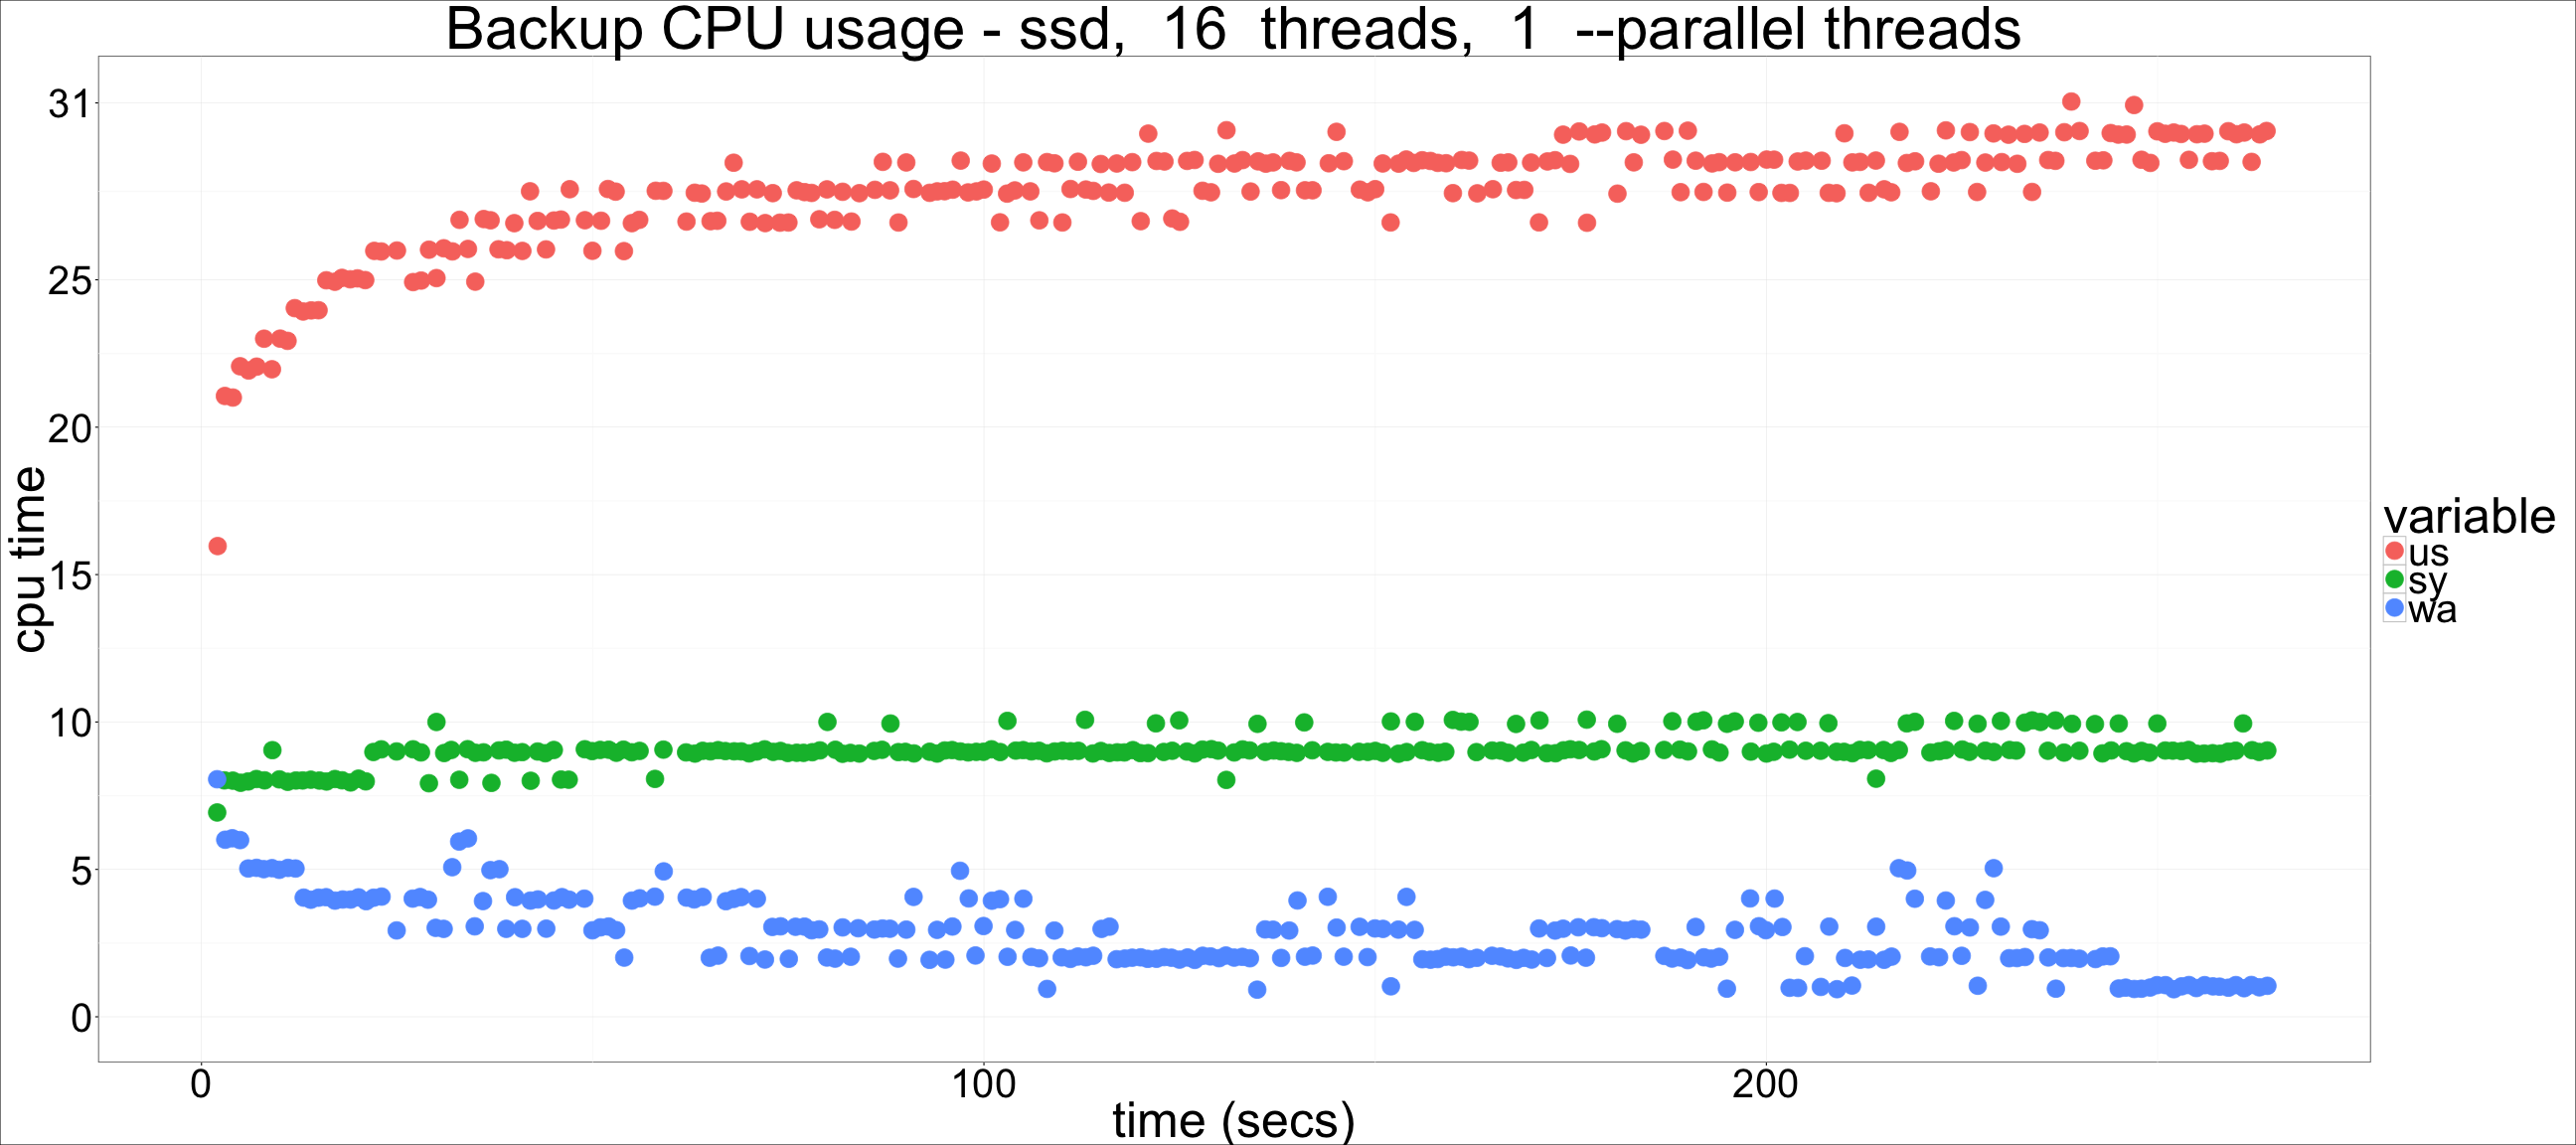 Backup CPU usage - ssd,  16  threads,  1  --parallel threads
31
25
20
15
10
5
0
cpu time
0 100 200
time (secs)
variable
us
sy
wa